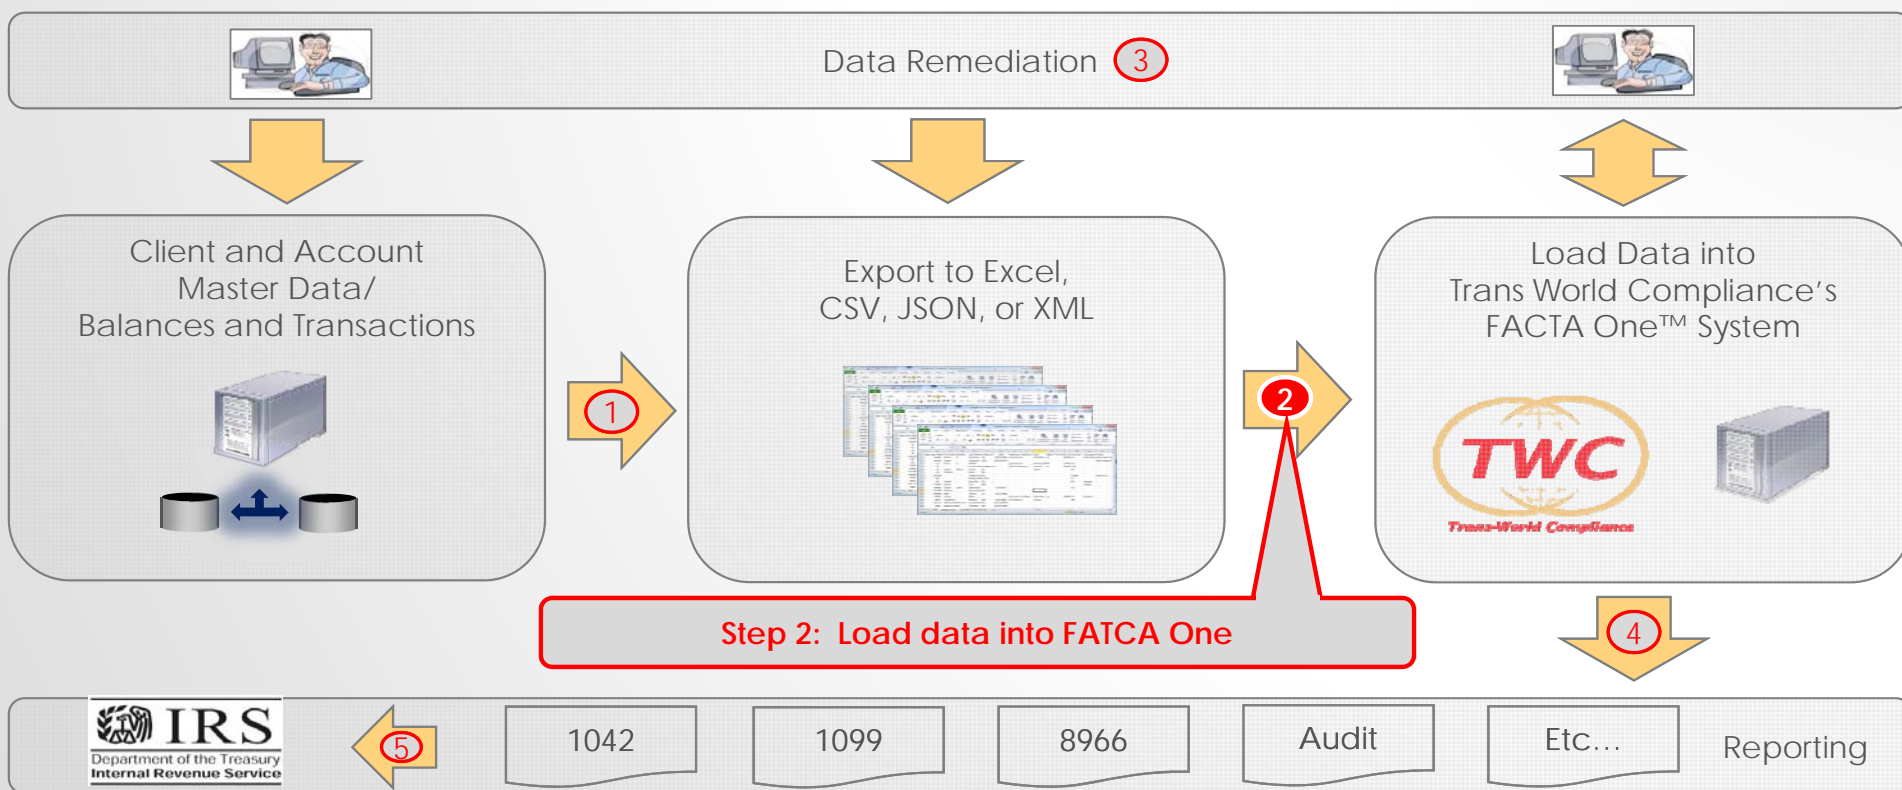 Data Remediation 3
Client and Account
Master Data/
Balances and Transactions
1
Export to Excel,
CSV, JSON, or XML
2
Load Data into
Trans World Compliance's
FACTA One™ System
TWC
Trans-World Compliance
Step 2: Load data into FATCA One
4
IRS
Department of the Treasury
Internal Revenue Service
5
1042
1099
8966
Audit
Etc...
Reporting